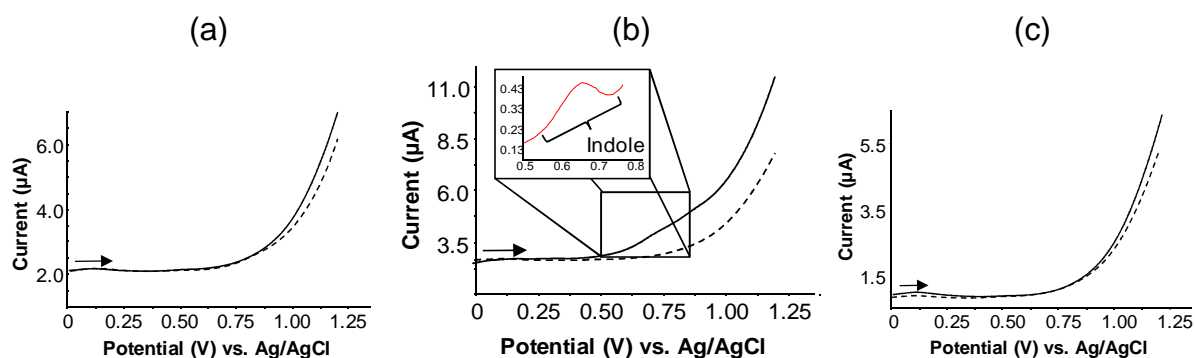 (a)
6.0
4.0
2.0
Current (µA)
0 0.25 0.50 0.75 1.00 1.25
Potential (V) vs. Ag/AgCl
(b)
11.0
8.5
6.0
3.5
Current (µA)
0.43
0.33
0.23
0.13
0.5 0.6 0.7 0.8
Indole
0 0.25 0.50 0.75 1.00 1.25
Potential (V) vs. Ag/AgCl
(c)
5.5
3.5
1.5
Current (µA)
0 0.25 0.50 0.75 1.00 1.25
Potential (V) vs. Ag/AgCl